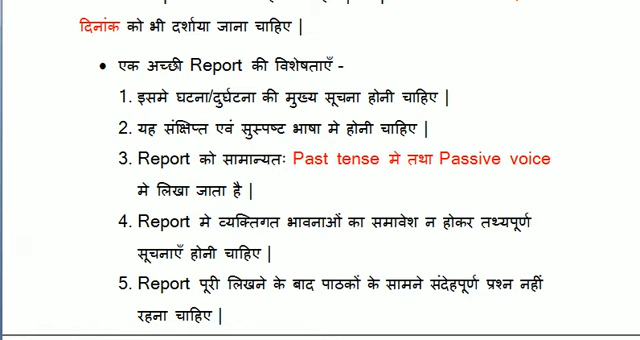 दिनांक को भी दर्शाया जाना चाहिए |
• एक अच्छी Report की विशेषताएँ -
1. इसमे घटना/दुर्घटना की मुख्य सूचना होनी चाहिए |
2. यह संक्षिप्त एवं सुस्पष्ट भाषा मे होनी चाहिए |
3. Report को सामान्यतः Past tense मे तथा Passive voice
मे लिखा जाता है |
4. Report मे व्यक्तिगत भावनाओं का समावेश न होकर तथ्यपूर्ण
सूचनाएँ होनी चाहिए |
5. Report पूरी लिखने के बाद पाठकों के सामने संदेहपूर्ण प्रश्न नहीं
रहना चाहिए |